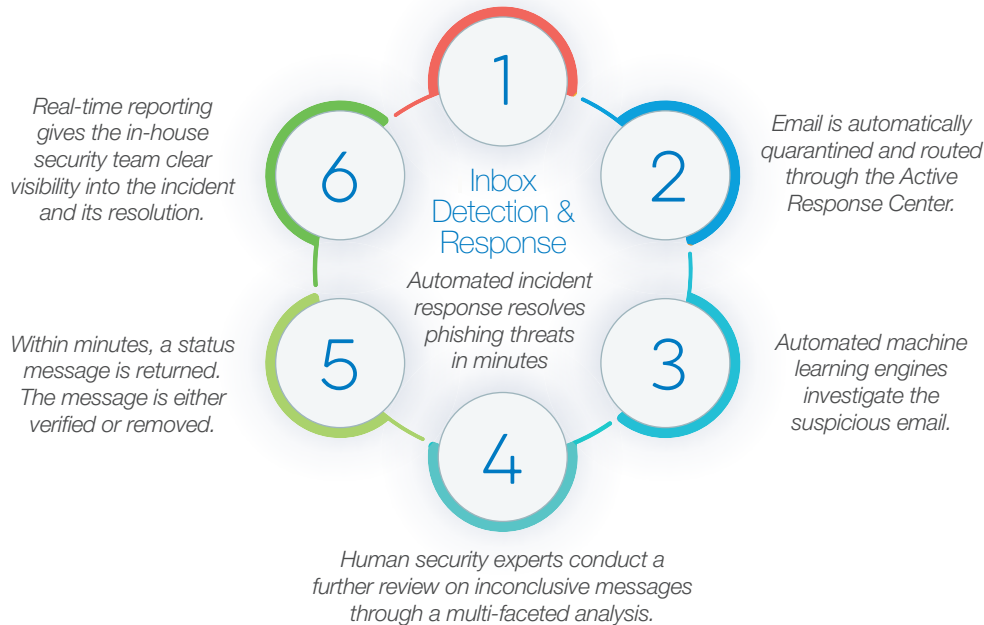 1
2
Email is automatically
quarantined and routed
through the Active
Response Center.
3
Automated machine
learning engines
investigate the
suspicious email.
4
Human security experts conduct a
further review on inconclusive messages
through a multi-faceted analysis.
5
Within minutes, a status
message is returned.
The message is either
verified or removed.
6
Real-time reporting
gives the in-house
security team clear
visibility into the incident
and its resolution.
Inbox
Detection &
Response
Automated incident
response resolves
phishing threats
in minutes